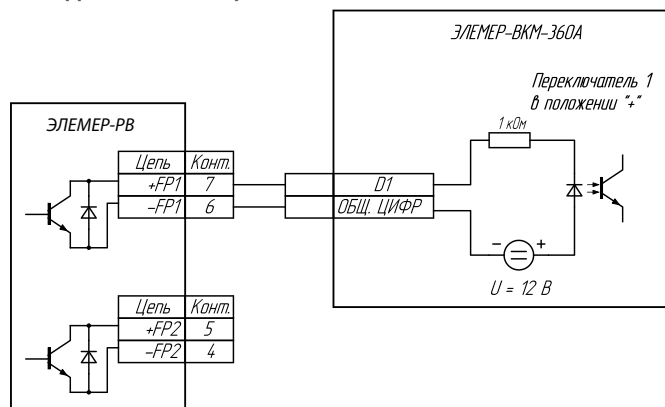 ЭЛЕМЕР-ВКМ-360А
Переключатель 1
в положении "+"
1 кОм
ЭЛЕМЕР-РВ
Цепь Конт.
+FP1 7
-FP1 6
D1
ОБЩ. ЦИФР
- +
U = 12 В
Цепь Конт.
+FP2 5
-FP2 4